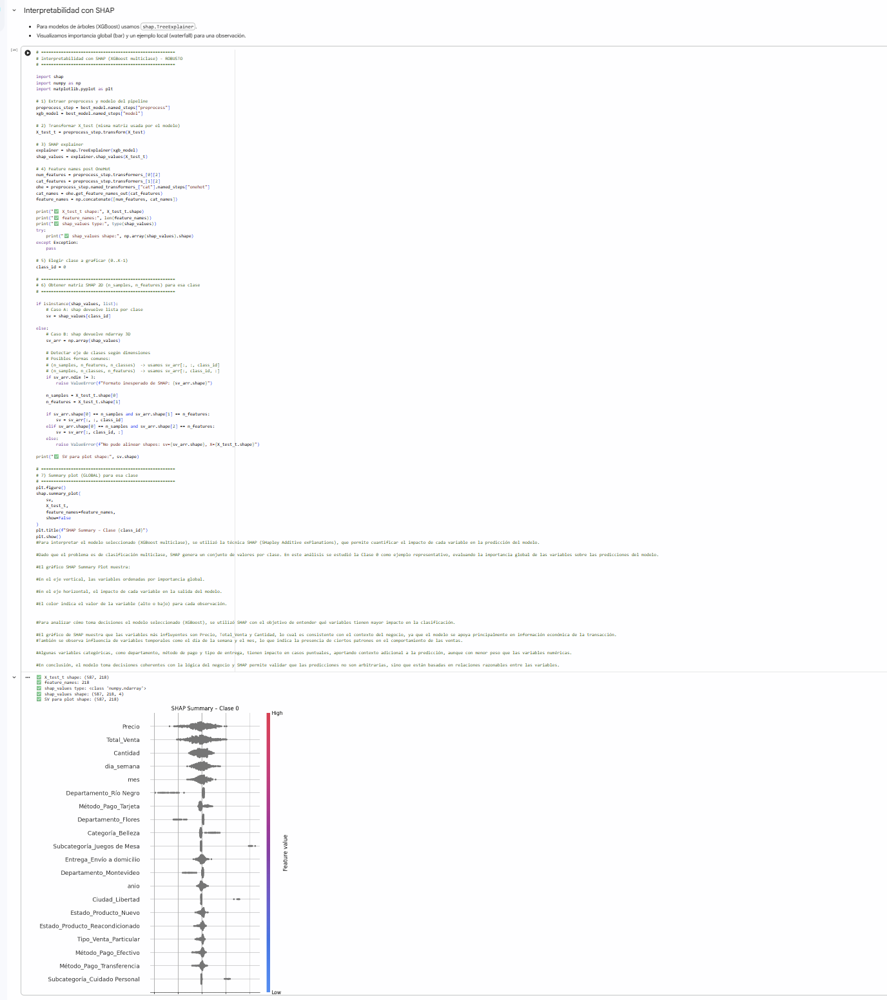 Interpretabilidad con SHAP
• Para modelos de árboles (XGBoost) usamos shap.TreeExplainer.
• Visualizamos importancia global (bar) y un ejemplo local (waterfall) para una observación.
# =====================================================
# Interpretabilidad con SHAP (XGBoost multiclase) - ROBUSTO
# =====================================================
import shap
import numpy as np
import matplotlib.pyplot as plt
# 1) Extraer preprocess y modelo del pipeline
preprocess_step = best_model.named_steps["preprocess"]
xgb_model = best_model.named_steps["model"]
# 2) Transformar X_test (misma matriz usada por el modelo)
X_test_t = preprocess_step.transform(X_test)
# 3) SHAP explainer
explainer = shap.TreeExplainer(xgb_model)
shap_values = explainer.shap_values(X_test_t)
# 4) Feature names post OneHot
num_features = preprocess_step.transformers_[0][2]
cat_features = preprocess_step.transformers_[1][2]
ohe = preprocess_step.named_transformers_["cat"].named_steps["onehot"]
cat_names = ohe.get_feature_names_out(cat_features)
feature_names = np.concatenate([num_features, cat_names])
print("✅ X_test_t shape:", X_test_t.shape)
print("✅ feature_names:", len(feature_names))
print("✅ shap_values type:", type(shap_values))
try:
    print("✅ shap_values shape:", np.array(shap_values).shape)
except Exception:
    pass
# 5) Elegir clase a graficar (0..K-1)
class_id = 0
# =====================================================
# 6) Obtener matriz SHAP 2D (n_samples, n_features) para esa clase
# =====================================================
if isinstance(shap_values, list):
    # Caso A: shap devuelve lista por clase
    sv = shap_values[class_id]
else:
    # Caso B: shap devuelve ndarray 3D
    sv_arr = np.array(shap_values)
    # Detectar eje de clases según dimensiones
    # Posibles formas comunes:
    # (n_samples, n_features, n_classes)  -> usamos sv_arr[:, :, class_id]
    # (n_samples, n_classes, n_features)  -> usamos sv_arr[:, class_id, :]
    if sv_arr.ndim != 3:
        raise ValueError(f"Formato inesperado de SHAP: {sv_arr.shape}")
    n_samples = X_test_t.shape[0]
    n_features = X_test_t.shape[1]
    if sv_arr.shape[0] == n_samples and sv_arr.shape[1] == n_features:
        sv = sv_arr[:, :, class_id]
    elif sv_arr.shape[0] == n_samples and sv_arr.shape[2] == n_features:
        sv = sv_arr[:, class_id, :]
    else:
        raise ValueError(f"No pude alinear shapes: sv={sv_arr.shape}, X={X_test_t.shape}")
print("✅ SV para plot shape:", sv.shape)
# =====================================================
# 7) Summary plot (GLOBAL) para esa clase
# =====================================================
plt.figure()
shap.summary_plot(
    sv,
    X_test_t,
    feature_names=feature_names,
    show=False
)
plt.title(f"SHAP Summary – Clase {class_id}")
plt.show()
#Para interpretar el modelo seleccionado (XGBoost multiclase), se utilizó la técnica SHAP (SHapley Additive exPlanations), que permite cuantificar el impacto de cada variable en la predicción del modelo.
#Dado que el problema es de clasificación multiclase, SHAP genera un conjunto de valores por clase. En este análisis se estudió la Clase 0 como ejemplo representativo, evaluando la importancia global de las variables sobre las predicciones del modelo.
#El gráfico SHAP Summary Plot muestra:
#En el eje vertical, las variables ordenadas por importancia global.
#En el eje horizontal, el impacto de cada variable en la salida del modelo.
#El color indica el valor de la variable (alto o bajo) para cada observación.
#Para analizar cómo toma decisiones el modelo seleccionado (XGBoost), se utilizó SHAP con el objetivo de entender qué variables tienen mayor impacto en la clasificación.
#El gráfico de SHAP muestra que las variables más influyentes son Precio, Total_Venta y Cantidad, lo cual es consistente con el contexto del negocio, ya que el modelo se apoya principalmente en información económica de la transacción.
#También se observa influencia de variables temporales como el día de la semana y el mes, lo que indica la presencia de ciertos patrones en el comportamiento de las ventas.
#Algunas variables categóricas, como departamento, método de pago y tipo de entrega, tienen impacto en casos puntuales, aportando contexto adicional a la predicción, aunque con menor peso que las variables numéricas.
#En conclusión, el modelo toma decisiones coherentes con la lógica del negocio y SHAP permite validar que las predicciones no son arbitrarias, sino que están basadas en relaciones razonables entre las variables.
✅ X_test_t shape: (587, 218)
✅ feature_names: 218
✅ shap_values type: <class 'numpy.ndarray'>
✅ shap_values shape: (587, 218, 4)
✅ SV para plot shape: (587, 218)
SHAP Summary – Clase 0
High
Precio
Total_Venta
Cantidad
dia_semana
mes
Departamento_Río Negro
Método_Pago_Tarjeta
Departamento_Flores
Categoría_Belleza
Subcategoría_Juegos de Mesa
Entrega_Envío a domicilio
Departamento_Montevideo
anio
Ciudad_Libertad
Estado_Producto_Nuevo
Estado_Producto_Reacondicionado
Tipo_Venta_Particular
Método_Pago_Efectivo
Método_Pago_Transferencia
Subcategoría_Cuidado Personal
Feature value
Low